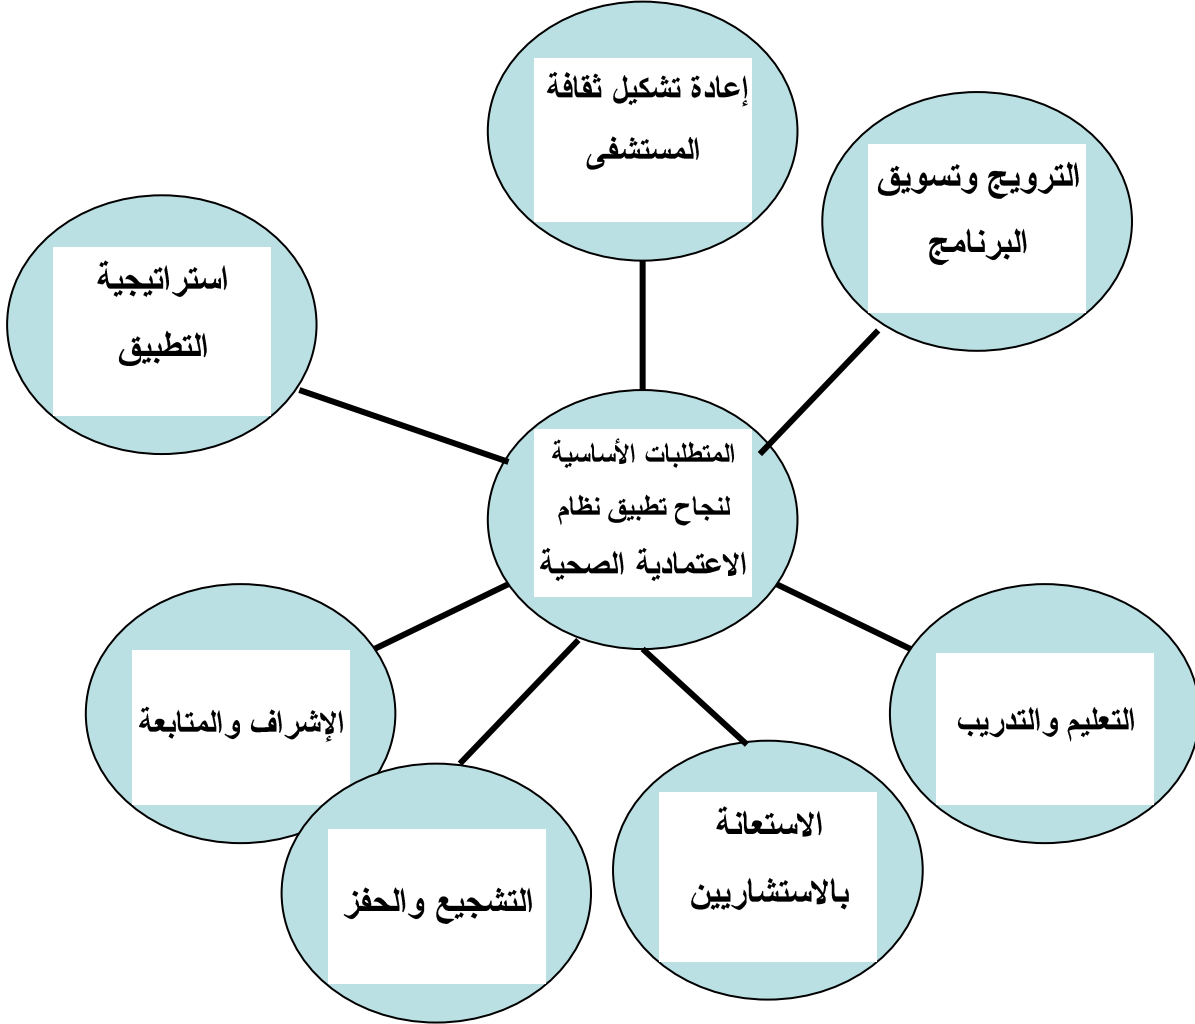 إعادة تشكيل ثقافة
المستشفى
الترويج وتسويق
البرنامج
استراتيجية
التطبيق
المتطلبات الأساسية
لنجاح تطبيق نظام
الاعتمادية الصحية
التعليم والتدريب
الإشراف والمتابعة
الاستعانة
بالاستشاريين
التشجيع والحفز